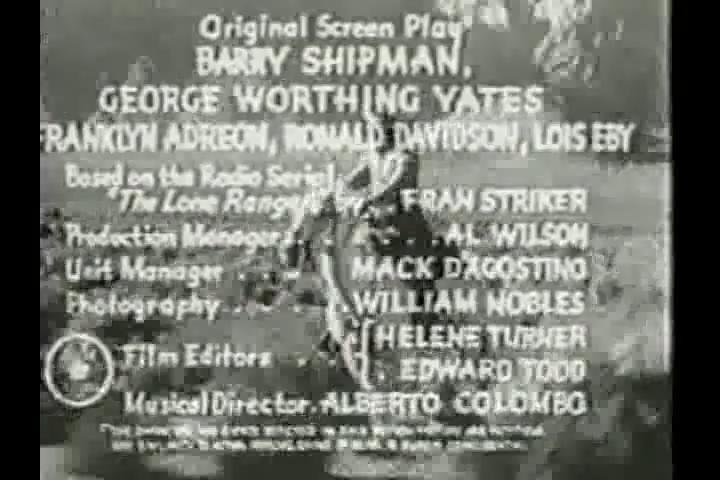 Original Screen Play
BARRY SHIPMAN,
GEORGE WORTHING YATES
FRANKLYN ADREON, RONALD DAVIDSON, LOIS EBY
Based on the Radio Serial
"The Lone Ranger" by FRAN STRIKER
Production Manager . . . . . . AL WILSON
Unit Manager . . . . MACK D'AGOSTINO
Photography . . . . . WILLIAM NOBLES
Film Editors . . . { HELENE TURNER
EDWARD TODD
Musical Director. ALBERTO COLOMBO